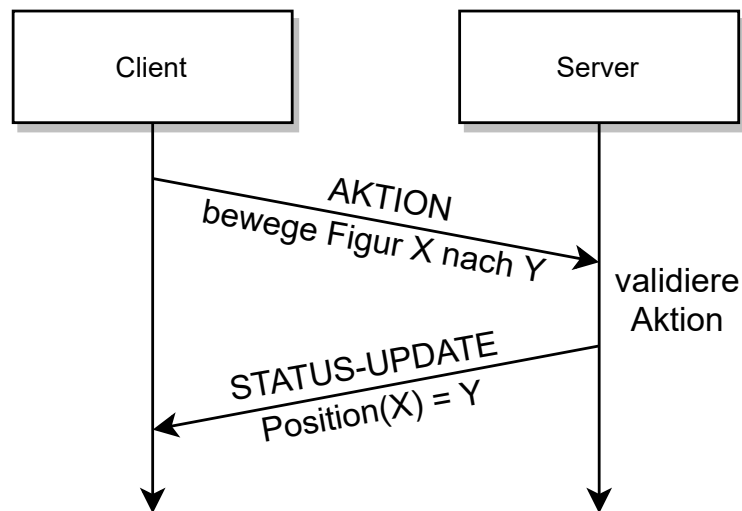 Client
Server
AKTION
bewege Figur X nach Y
validiere
Aktion
STATUS-UPDATE
Position(X) = Y